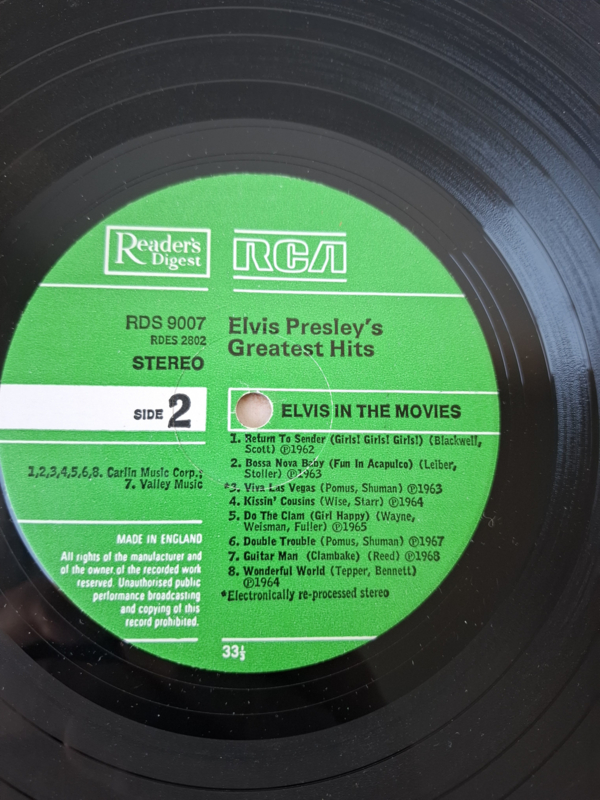 Reader's
Digest
RCA
RDS 9007
RDES 2802
STEREO
Elvis Presley's
Greatest Hits
SIDE 2
ELVIS IN THE MOVIES
1. Return To Sender (Girls! Girls! Girls!) (Blackwell,
Scott) ℗1962
2. Bossa Nova Baby (Fun In Acapulco) (Leiber,
Stoller) ℗1963
*3. Viva Las Vegas (Pomus, Shuman) ℗1963
4. Kissin' Cousins (Wise, Starr) ℗1964
5. Do The Clam (Girl Happy) (Wayne,
Weisman, Fuller) ℗1965
6. Double Trouble (Pomus, Shuman) ℗1967
7. Guitar Man (Clambake) (Reed) ℗1968
8. Wonderful World (Tepper, Bennett)
℗1964
*Electronically re-processed stereo
1,2,3,4,5,6,8. Carlin Music Corp.;
7. Valley Music
MADE IN ENGLAND
All rights of the manufacturer and
of the owner of the recorded work
reserved. Unauthorised public
performance broadcasting
and copying of this
record prohibited.
33⅓